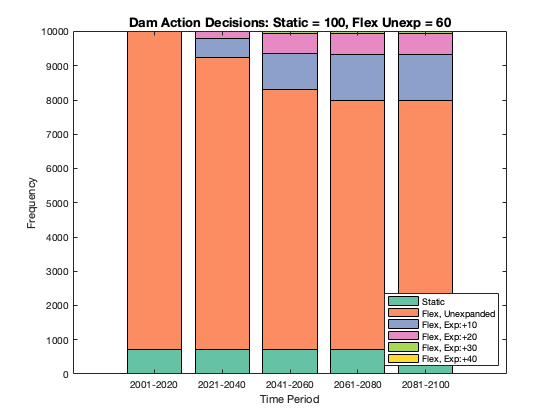 Dam Action Decisions: Static = 100, Flex Unexp = 60
10000
9000
8000
7000
6000
5000
4000
3000
2000
1000
0
Frequency
Static
Flex, Unexpanded
Flex, Exp:+10
Flex, Exp:+20
Flex, Exp:+30
Flex, Exp:+40
2001-2020 2021-2040 2041-2060 2061-2080 2081-2100
Time Period